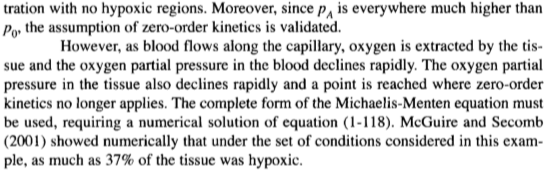 tration with no hypoxic regions. Moreover, since p_A is everywhere much higher than
p_0, the assumption of zero-order kinetics is validated.
However, as blood flows along the capillary, oxygen is extracted by the tis-
sue and the oxygen partial pressure in the blood declines rapidly. The oxygen partial
pressure in the tissue also declines rapidly and a point is reached where zero-order
kinetics no longer applies. The complete form of the Michaelis-Menten equation must
be used, requiring a numerical solution of equation (1-118). McGuire and Secomb
(2001) showed numerically that under the set of conditions considered in this exam-
ple, as much as 37% of the tissue was hypoxic.